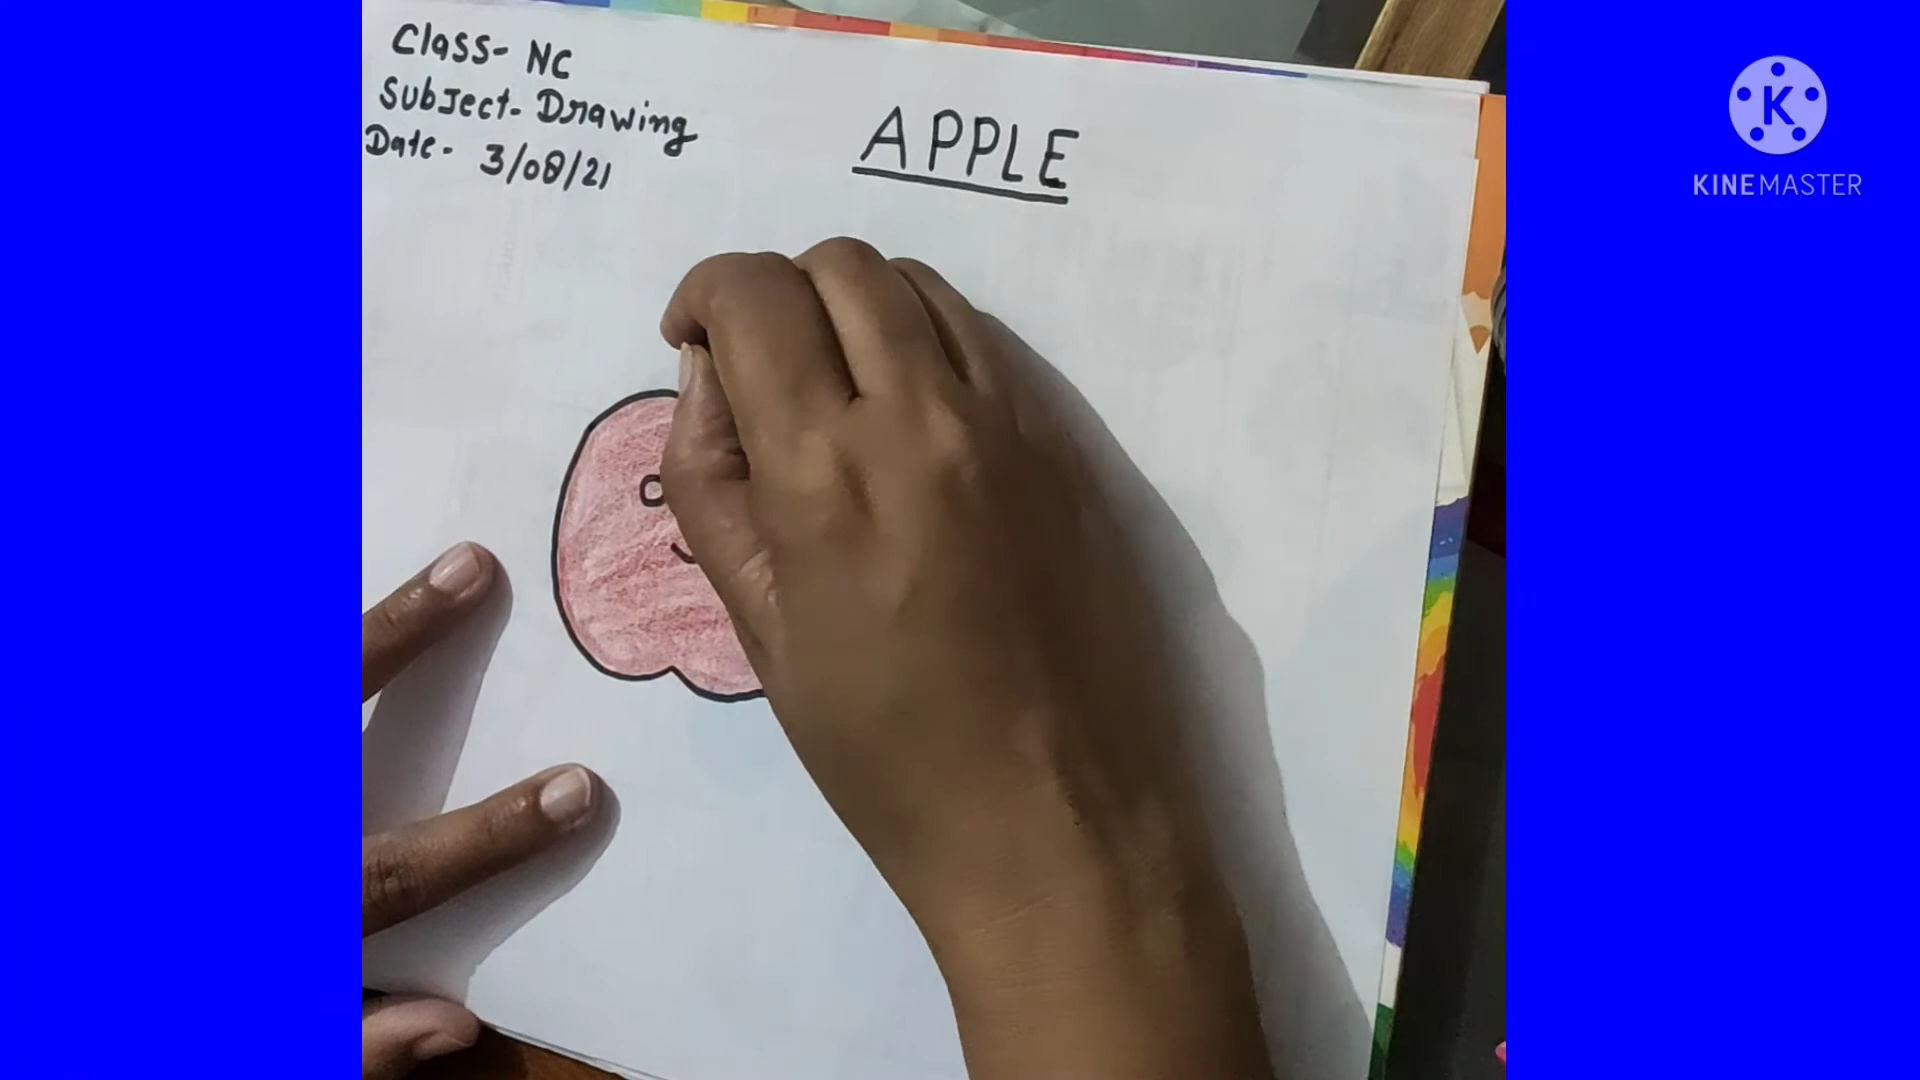 Class- NC
Subject- Drawing
Date- 3/08/21
APPLE
K
KINEMASTER